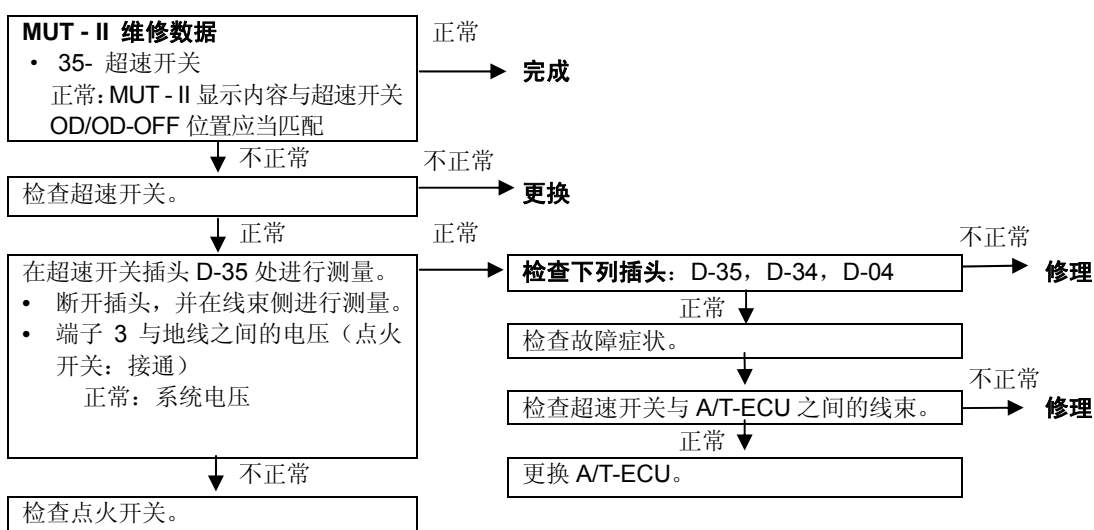 MUT - II 维修数据
• 35- 超速开关
正常：MUT - II 显示内容与超速开关
OD/OD-OFF 位置应当匹配
正常
完成
不正常
不正常
检查超速开关。
更换
正常
正常
在超速开关插头 D-35 处进行测量。
• 断开插头，并在线束侧进行测量。
• 端子 3 与地线之间的电压（点火
开关：接通）
正常：系统电压
不正常
检查下列插头：D-35，D-34，D-04
修理
正常
检查故障症状。
不正常
检查超速开关与 A/T-ECU 之间的线束。
修理
正常
更换 A/T-ECU。
不正常
检查点火开关。